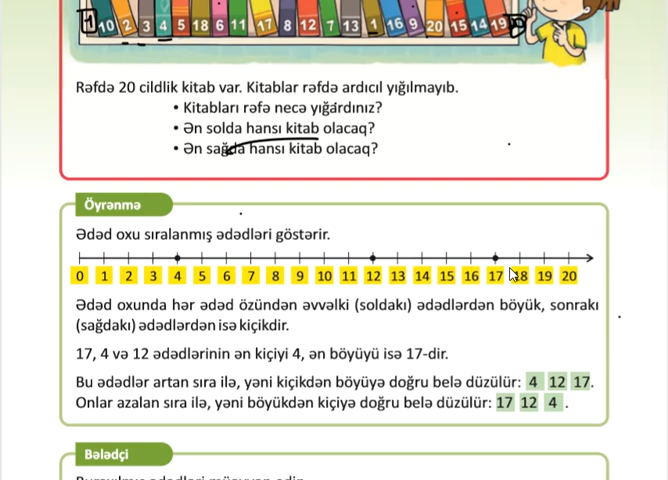 1 10 2 3 4 5 18 6 11 17 8 12 7 13 1 16 9 20 15 14 19
Rəfdə 20 cildlik kitab var. Kitablar rəfdə ardıcıl yığılmayıb.
• Kitabları rəfə necə yığardınız?
• Ən solda hansı kitab olacaq?
• Ən sağda hansı kitab olacaq?
Öyrənmə
Ədəd oxu sıralanmış ədədləri göstərir.
0 1 2 3 4 5 6 7 8 9 10 11 12 13 14 15 16 17 18 19 20
Ədəd oxunda hər ədəd özündən əvvəlki (soldakı) ədədlərdən böyük, sonrakı
(sağdakı) ədədlərdən isə kiçikdir.
17, 4 və 12 ədədlərinin ən kiçiyi 4, ən böyüyü isə 17-dir.
Bu ədədlər artan sıra ilə, yəni kiçikdən böyüyə doğru belə düzülür: 4 12 17.
Onlar azalan sıra ilə, yəni böyükdən kiçiyə doğru belə düzülür: 17 12 4 .
Bələdçi